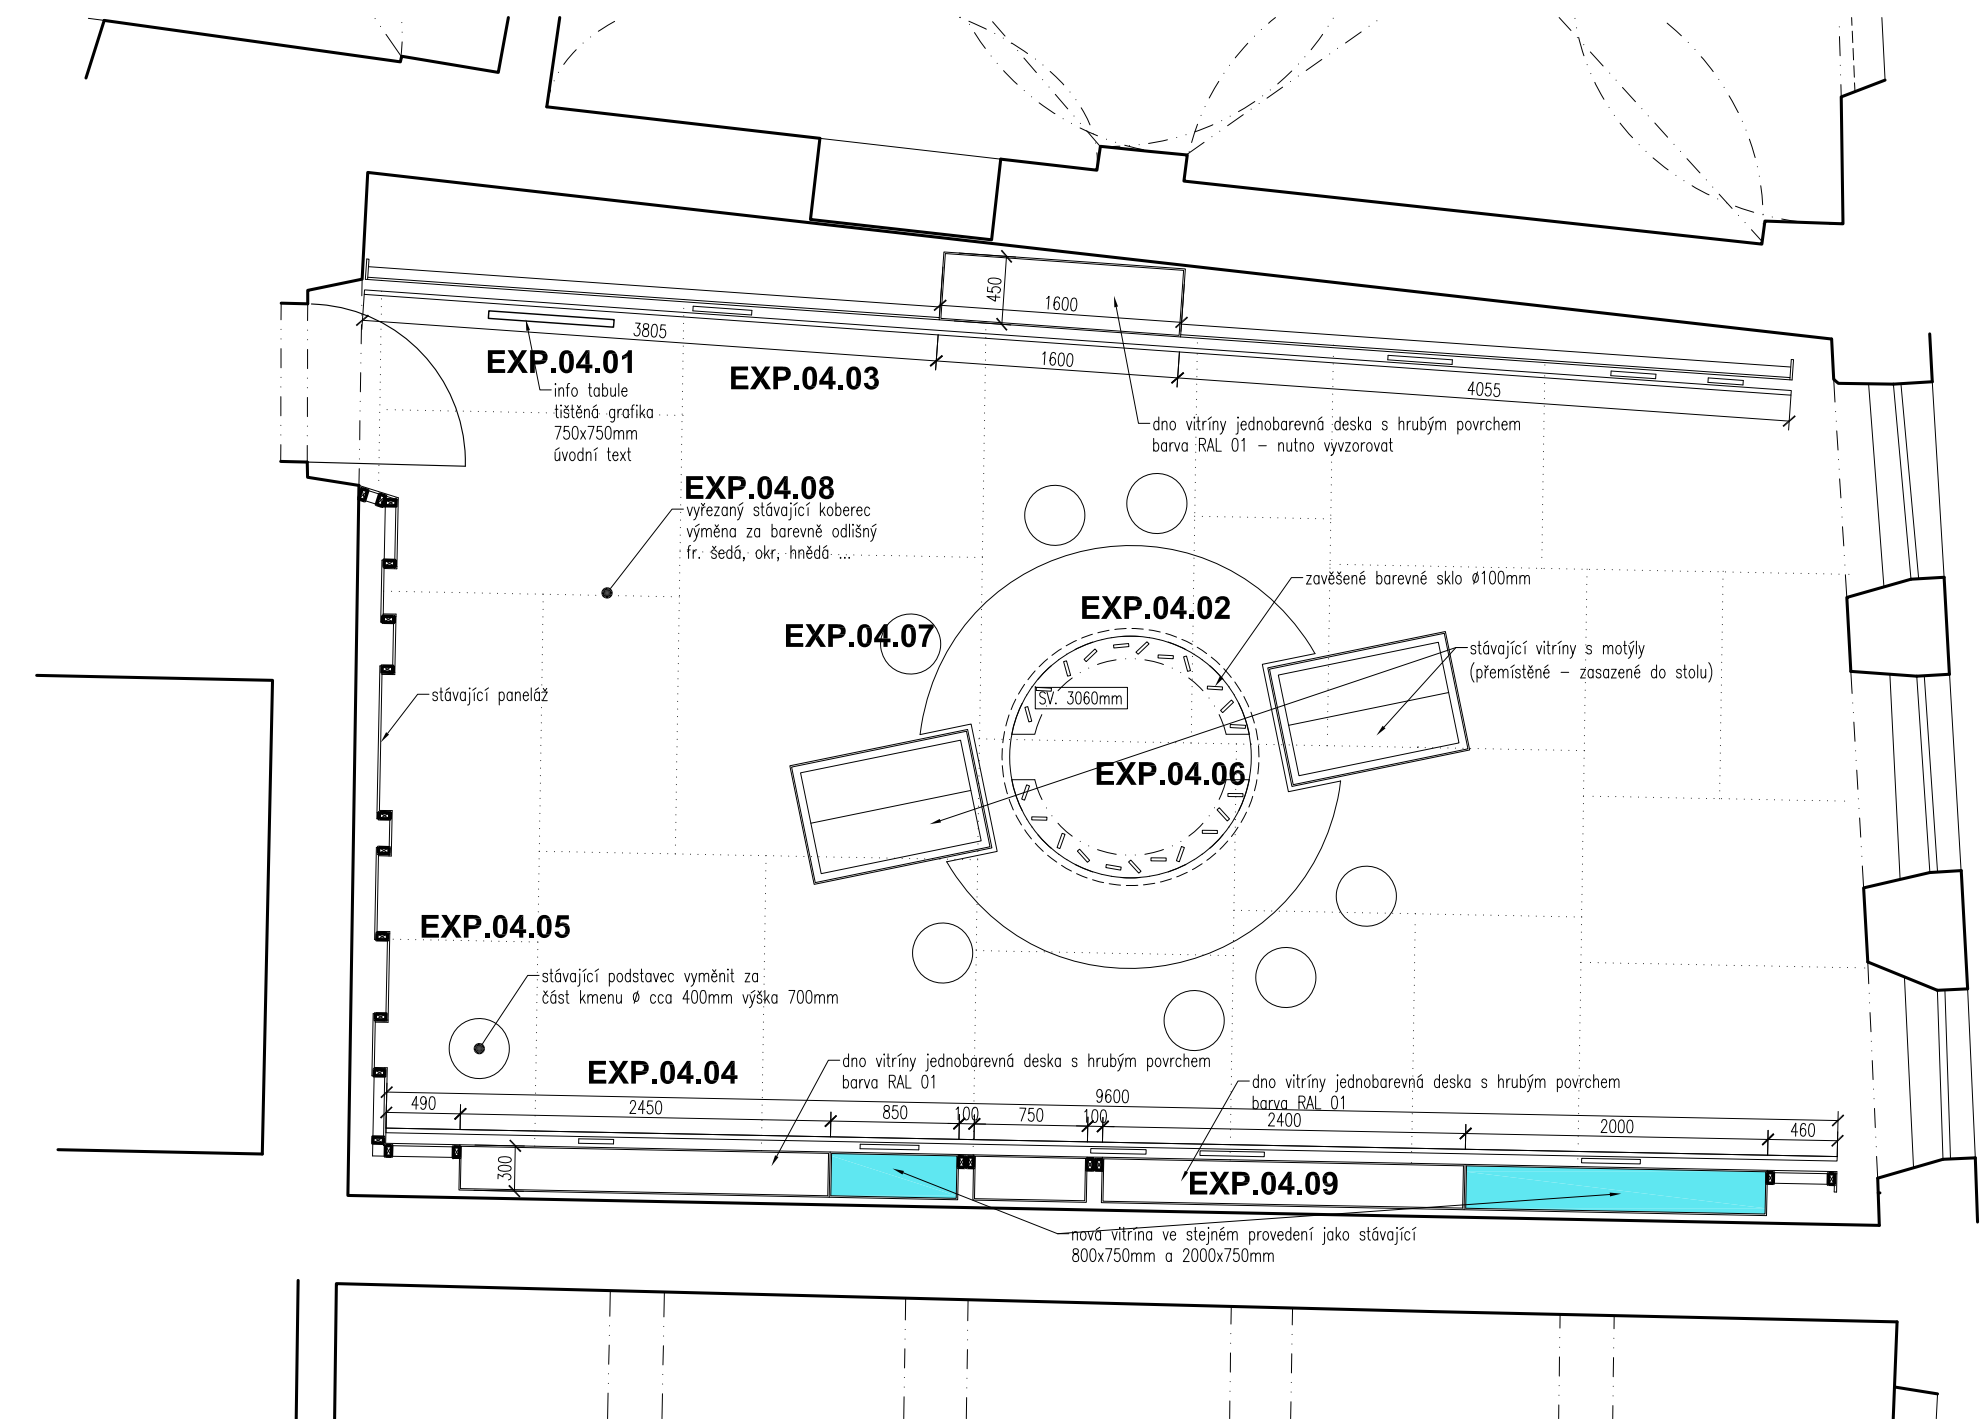 450
1600
3805
EXP.04.01
info tabule
tištěná grafika
750x750mm
úvodní text
EXP.04.03
1600
4055
dno vitríny jednobarevná deska s hrubým povrchem
barva RAL 01 – nutno vyvzorovat
EXP.04.08
vyřezaný stávající koberec
výměna za barevně odlišný
fr. šedá, okr, hnědá ...
zavěšené barevné sklo ø100mm
EXP.04.02
EXP.04.07
stávající vitríny s motýly
(přemístěné – zasazené do stolu)
stávající paneláž
SV. 3060mm
EXP.04.06
EXP.04.05
stávající podstavec vyměnit za
část kmenu ø cca 400mm výška 700mm
EXP.04.04
dno vitríny jednobarevná deska s hrubým povrchem
barva RAL 01
dno vitríny jednobarevná deska s hrubým povrchem
barva RAL 01
9600
490
2450
850
100
750
100
2400
2000
460
300
EXP.04.09
nová vitrína ve stejném provedení jako stávající
800x750mm a 2000x750mm